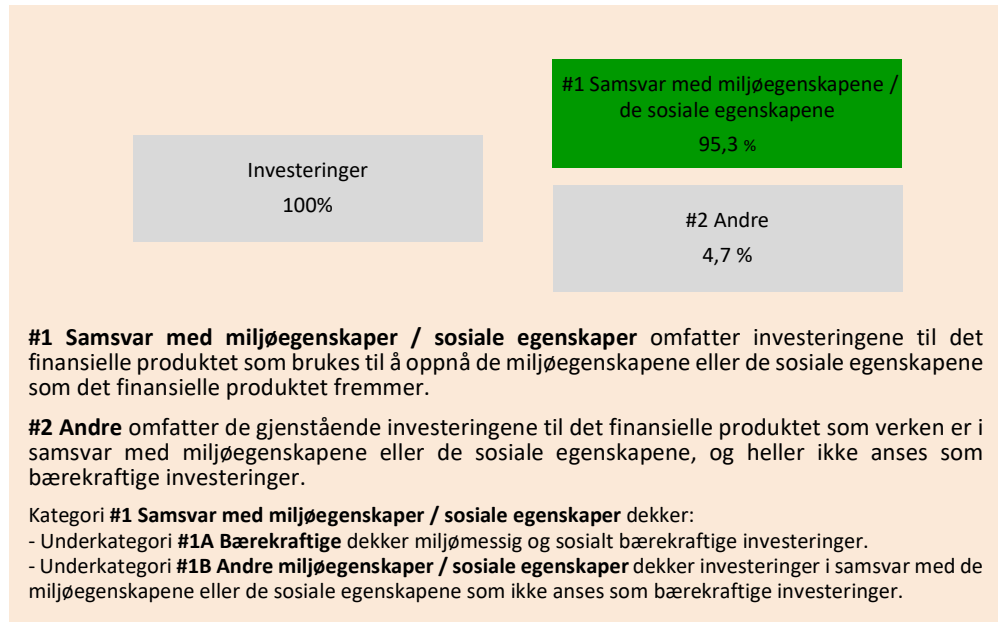 #1 Samsvar med miljøegenskapene /
de sosiale egenskapene
95,3 %
Investeringer
100%
#2 Andre
4,7 %
#1 Samsvar med miljøegenskaper / sosiale egenskaper omfatter investeringene til det
finansielle produktet som brukes til å oppnå de miljøegenskapene eller de sosiale egenskapene
som det finansielle produktet fremmer.
#2 Andre omfatter de gjenstående investeringene til det finansielle produktet som verken er i
samsvar med miljøegenskapene eller de sosiale egenskapene, og heller ikke anses som
bærekraftige investeringer.
Kategori #1 Samsvar med miljøegenskaper / sosiale egenskaper dekker:
- Underkategori #1A Bærekraftige dekker miljømessig og sosialt bærekraftige investeringer.
- Underkategori #1B Andre miljøegenskaper / sosiale egenskaper dekker investeringer i samsvar med de
miljøegenskapene eller de sosiale egenskapene som ikke anses som bærekraftige investeringer.